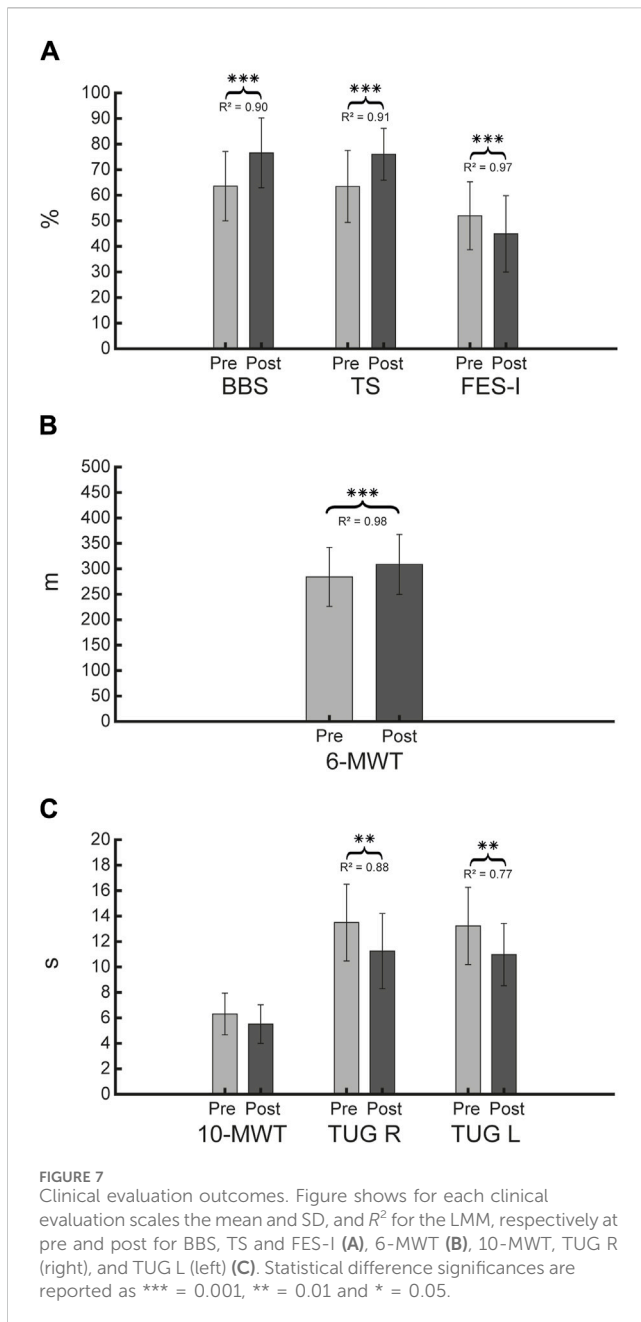 A
***
***
R² = 0.90
R² = 0.91
***
R² = 0.97
100
90
80
70
60
50
40
30
20
10
0
%
Pre Post Pre Post Pre Post
BBS TS FES-I
B
500
450
400
350
300
250
200
150
100
50
0
m
***
R² = 0.98
Pre Post
6-MWT
C
20
18
16
14
12
10
8
6
4
2
0
s
**
R² = 0.88
**
R² = 0.77
Pre Post Pre Post Pre Post
10-MWT TUG R TUG L
FIGURE 7
Clinical evaluation outcomes. Figure shows for each clinical
evaluation scales the mean and SD, and R² for the LMM, respectively at
pre and post for BBS, TS and FES-I (A), 6-MWT (B), 10-MWT, TUG R
(right), and TUG L (left) (C). Statistical difference significances are
reported as *** = 0.001, ** = 0.01 and * = 0.05.